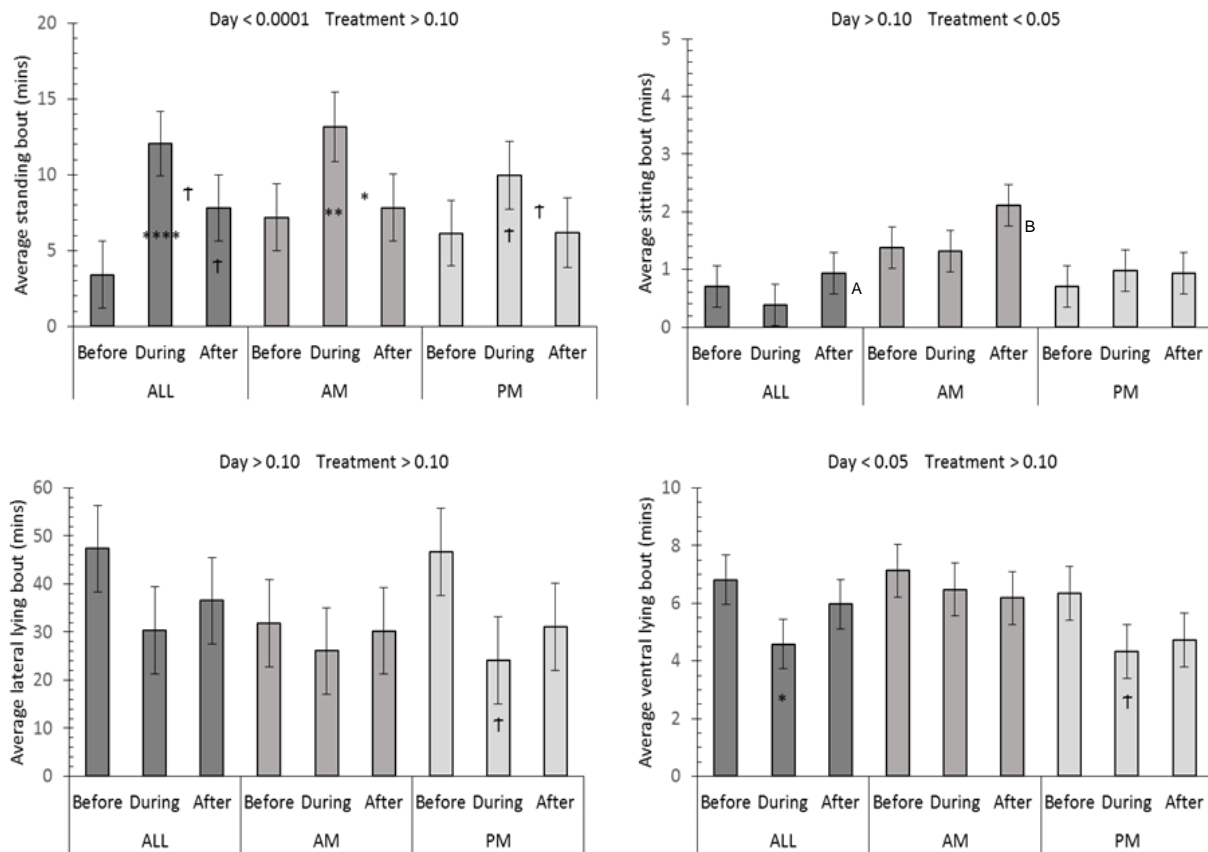 Day < 0.0001 Treatment > 0.10
Average standing bout (mins)
20
15
10
5
0
†
****
†
**
*
†
†
Before During After Before During After Before During After
ALL AM PM
Day > 0.10 Treatment < 0.05
Average sitting bout (mins)
5
4
3
2
1
0
A
B
Before During After Before During After Before During After
ALL AM PM
Day > 0.10 Treatment > 0.10
Average lateral lying bout (mins)
60
50
40
30
20
10
0
†
Before During After Before During After Before During After
ALL AM PM
Day < 0.05 Treatment > 0.10
Average ventral lying bout (mins)
10
8
6
4
2
0
*
†
Before During After Before During After Before During After
ALL AM PM